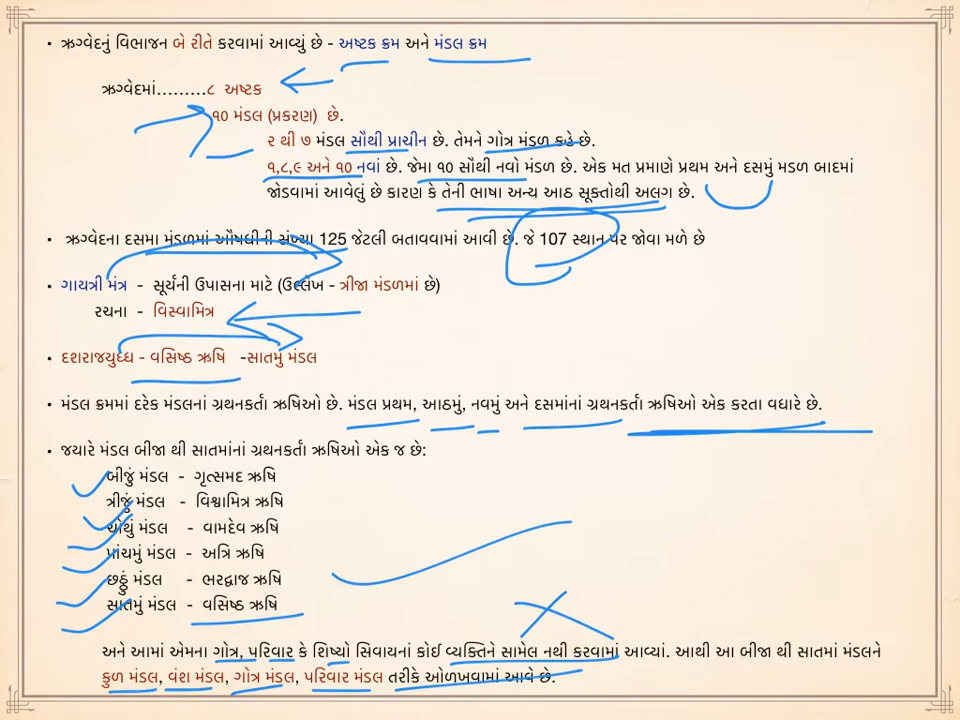 • ઋગ્વેદનું વિભાજન બે રીતે કરવામાં આવ્યું છે - અષ્ટક ક્રમ અને મંડલ ક્રમ
ઋગ્વેદમાં.........૮ અષ્ટક
૧૦ મંડલ (પ્રકરણ) છે.
૨ થી ૭ મંડલ સૌથી પ્રાચીન છે. તેમને ગોત્ર મંડળ કહે છે.
૧,૮,૯ અને ૧૦ નવાં છે. જેમા ૧૦ સૌથી નવો મંડળ છે. એક મત પ્રમાણે પ્રથમ અને દસમું મડળ બાદમાં
જોડવામાં આવેલું છે કારણ કે તેની ભાષા અન્ય આઠ સૂક્તોથી અલગ છે.
• ઋગ્વેદના દસમા મંડળમાં ઔષધીની સંખ્યા 125 જેટલી બતાવવામાં આવી છે. જે 107 સ્થાન પર જોવા મળે છે
• ગાયત્રી મંત્ર - સૂર્યની ઉપાસના માટે (ઉલ્લેખ - ત્રીજા મંડળમાં છે)
રચના - વિસ્વામિત્ર
• દશરાજયુધ્ધ - વસિષ્ઠ ઋષિ -સાતમું મંડલ
• મંડલ ક્રમમાં દરેક મંડલનાં ગ્રથનકર્તા ઋષિઓ છે. મંડલ પ્રથમ, આઠમું, નવમું અને દસમાંનાં ગ્રથનકર્તા ઋષિઓ એક કરતા વધારે છે.
• જયારે મંડલ બીજા થી સાતમાંનાં ગ્રથનકર્તા ઋષિઓ એક જ છે:
બીજું મંડલ - ગૃત્સમદ ઋષિ
ત્રીજું મંડલ - વિશ્વામિત્ર ઋષિ
ચોથું મંડલ - વામદેવ ઋષિ
પાંચમું મંડલ - અત્રિ ઋષિ
છઠ્ઠું મંડલ - ભરદ્વાજ ઋષિ
સાતમું મંડલ - વસિષ્ઠ ઋષિ
અને આમાં એમના ગોત્ર, પરિવાર કે શિષ્યો સિવાયનાં કોઈ વ્યક્તિને સામેલ નથી કરવામાં આવ્યાં. આથી આ બીજા થી સાતમાં મંડલને
કુળ મંડલ, વંશ મંડલ, ગોત્ર મંડલ, પરિવાર મંડલ તરીકે ઓળખવામાં આવે છે.